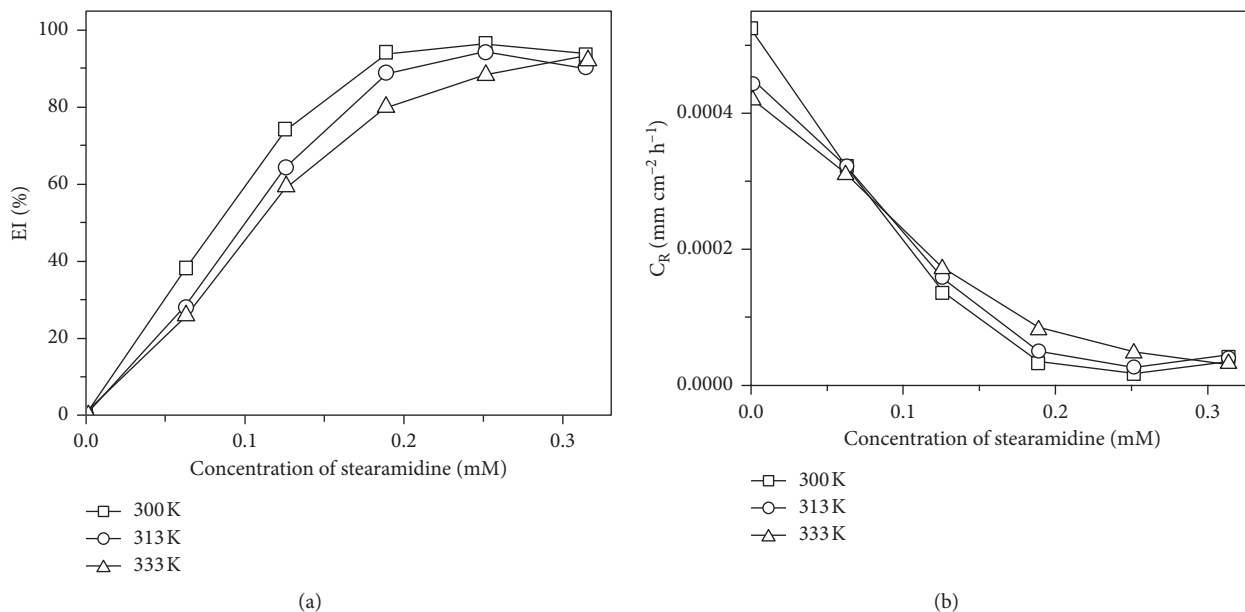 100
80
60
40
20
0
EI (%)
0.0
0.1
0.2
0.3
Concentration of stearamidine (mM)
300 K
313 K
333 K
(a)
0.0004
0.0002
0.0000
C_R (mm cm⁻² h⁻¹)
0.0
0.1
0.2
0.3
Concentration of stearamidine (mM)
300 K
313 K
333 K
(b)